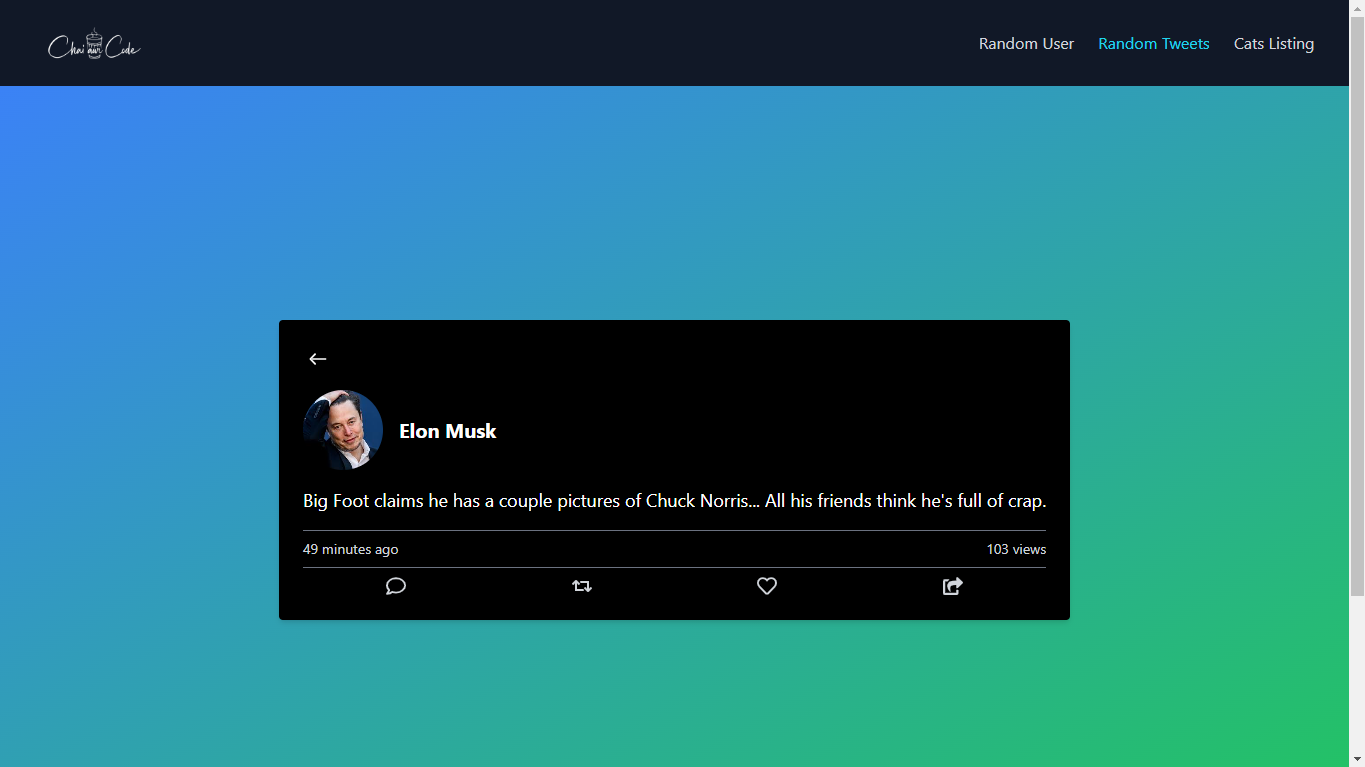 Chai aur Code
Random User
Random Tweets
Cats Listing
Elon Musk
Big Foot claims he has a couple pictures of Chuck Norris... All his friends think he's full of crap.
49 minutes ago
103 views